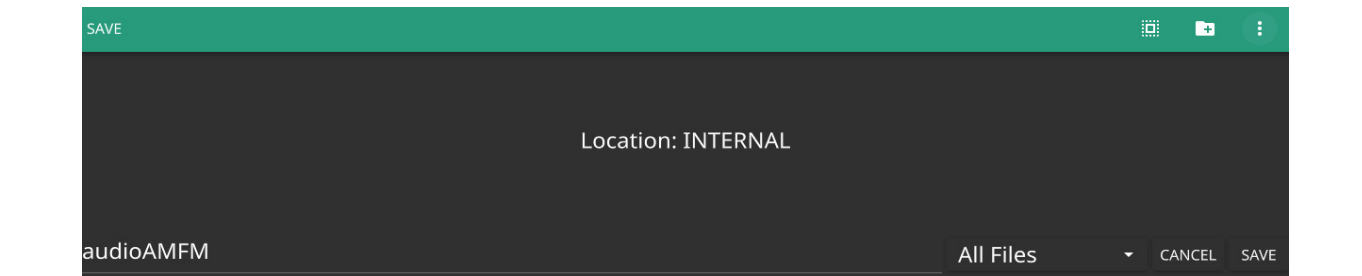 SAVE
Location: INTERNAL
audioAMFM All Files CANCEL SAVE